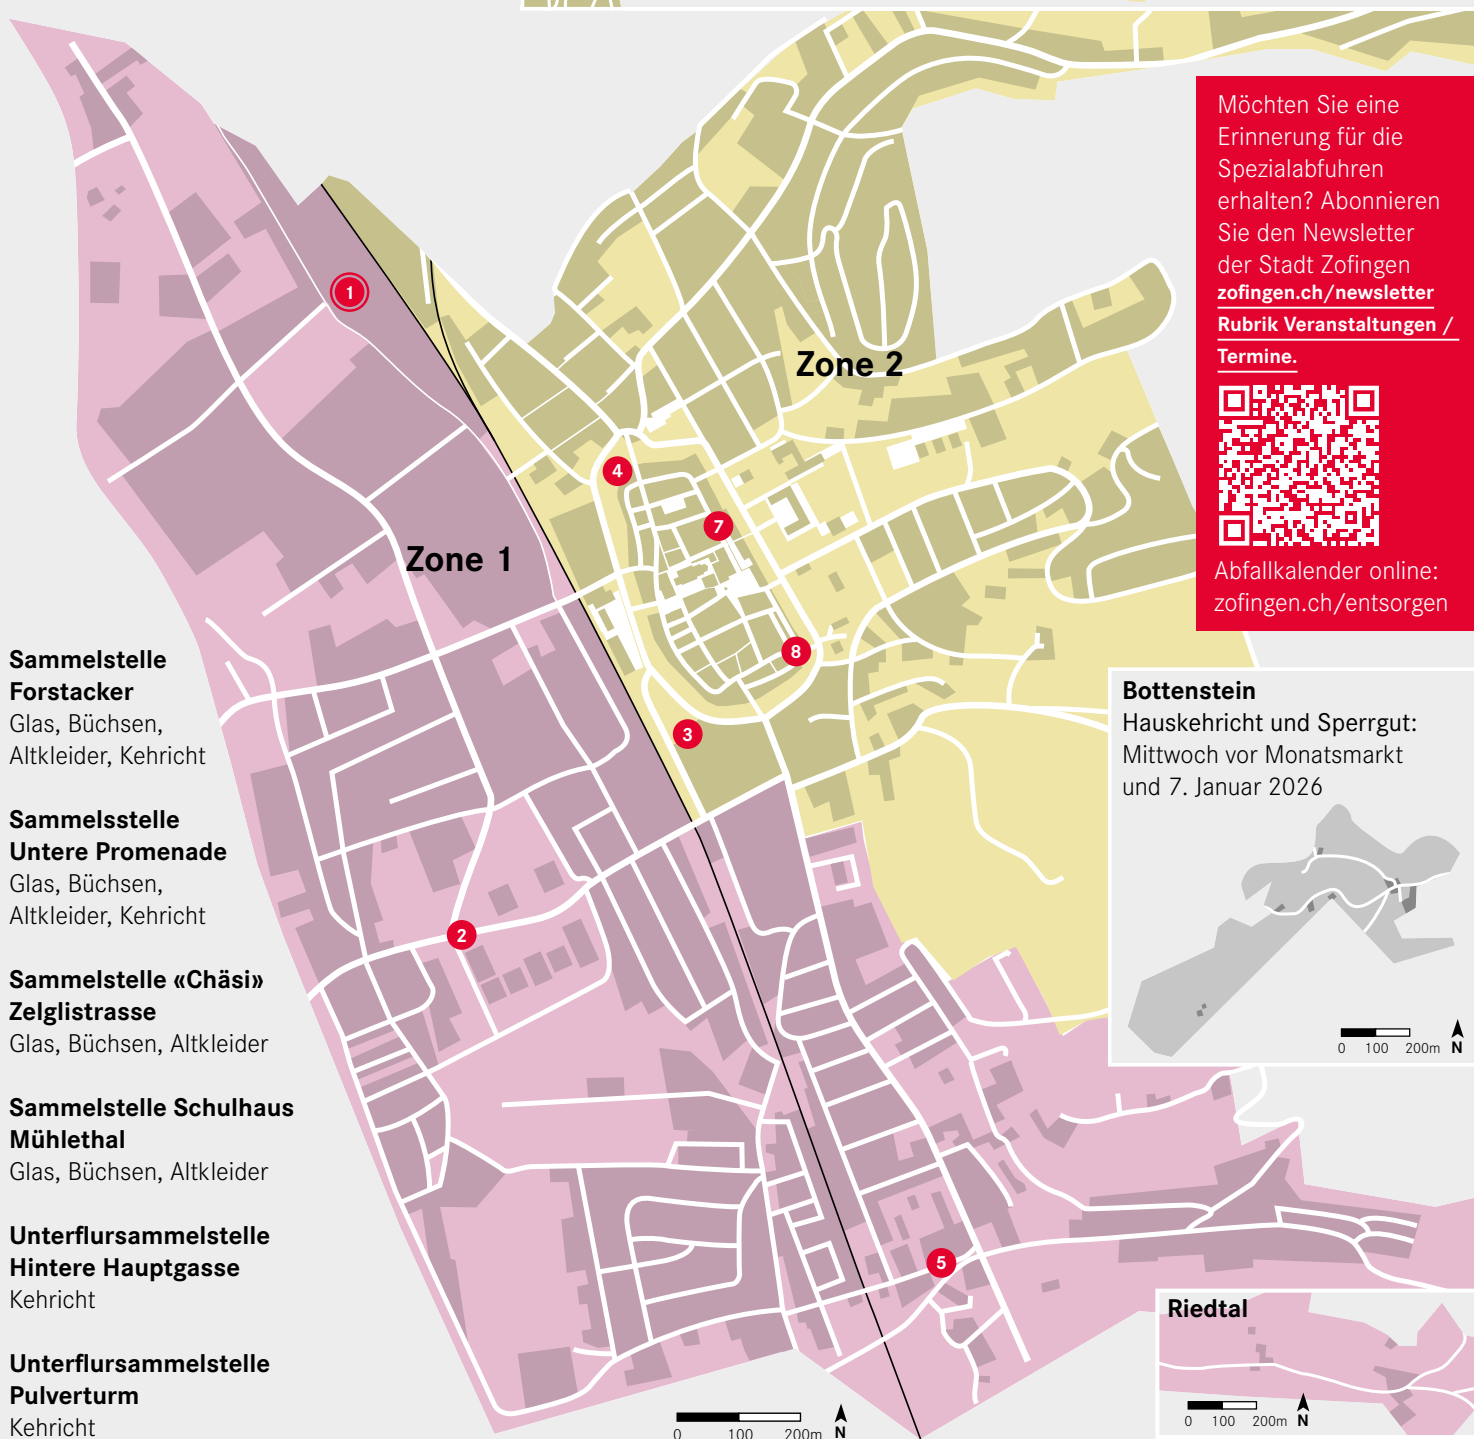 Möchten Sie eine
Erinnerung für die
Spezialabfuhren
erhalten? Abonnieren
Sie den Newsletter
der Stadt Zofingen
zofingen.ch/newsletter
Rubrik Veranstaltungen /
Termine.
Abfallkalender online:
zofingen.ch/entsorgen
1
Zone 2
4
7
Zone 1
8
3
2
5
Sammelstelle
Forstacker
Glas, Büchsen,
Altkleider, Kehricht
Sammelsstelle
Untere Promenade
Glas, Büchsen,
Altkleider, Kehricht
Sammelstelle «Chäsi»
Zelglistrasse
Glas, Büchsen, Altkleider
Sammelstelle Schulhaus
Mühlethal
Glas, Büchsen, Altkleider
Unterflursammelstelle
Hintere Hauptgasse
Kehricht
Unterflursammelstelle
Pulverturm
Kehricht
Bottenstein
Hauskehricht und Sperrgut:
Mittwoch vor Monatsmarkt
und 7. Januar 2026
0 100 200m N
Riedtal
0 100 200m N
0 100 200m N